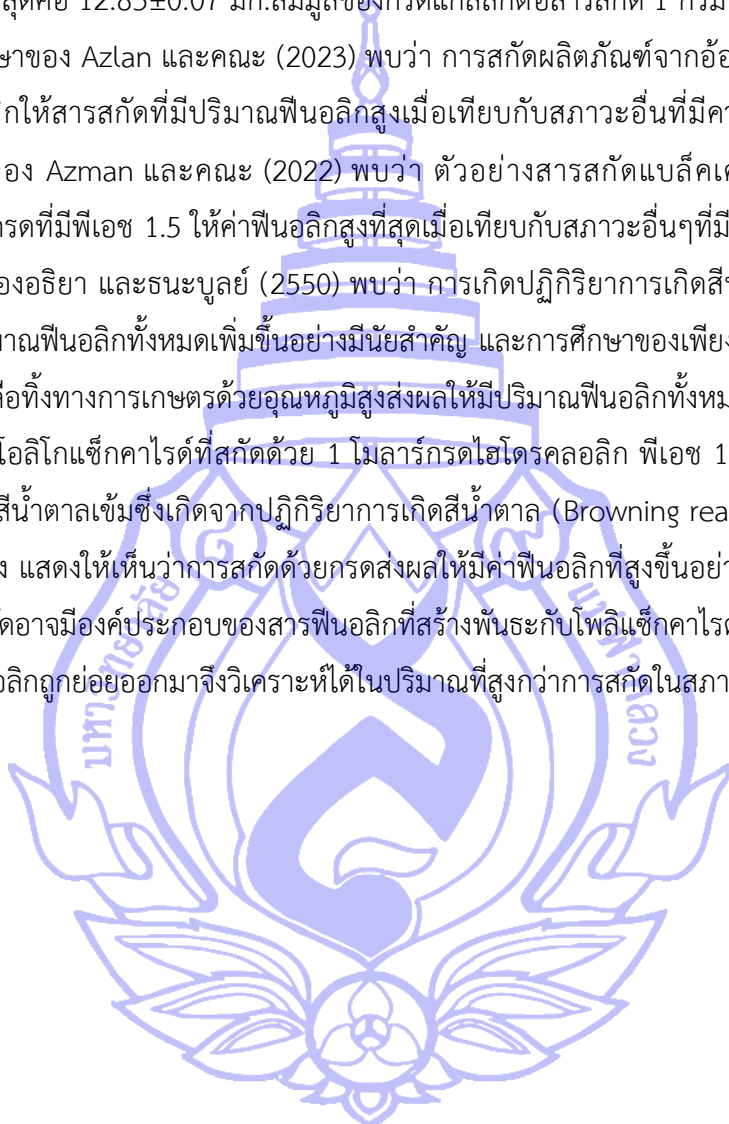 สุดคือ 12.85±0.07 มก.สมมูลของกรดแกลลิกต่อสารสกัด 1 กรัม
ษาของ Azlan และคณะ (2023) พบว่า การสกัดผลิตภัณฑ์จากอ้อ
ิกให้สารสกัดที่มีปริมาณฟีนอลิกสูงเมื่อเทียบกับสภาวะอื่นที่มีคา
อง Azman และคณะ (2022) พบว่า ตัวอย่างสารสกัดแบล็คเค
กรดที่มีพีเอช 1.5 ให้ค่าฟีนอลิกสูงที่สุดเมื่อเทียบกับสภาวะอื่นๆที่มี
องอธิยา และธนะบูลย์ (2550) พบว่า การเกิดปฏิกิริยาการเกิดสีน
มาณฟีนอลิกทั้งหมดเพิ่มขึ้นอย่างมีนัยสำคัญ และการศึกษาของเพียง
ลือทิ้งทางการเกษตรด้วยอุณหภูมิสูงส่งผลให้มีปริมาณฟีนอลิกทั้งหม
โอลิโกแซ็กคาไรด์ที่สกัดด้วย 1 โมลาร์กรดไฮโดรคลอลิก พีเอช 1
สีน้ำตาลเข้มซึ่งเกิดจากปฏิกิริยาการเกิดสีน้ำตาล (Browning rea
ง แสดงให้เห็นว่าการสกัดด้วยกรดส่งผลให้มีค่าฟีนอลิกที่สูงขึ้นอย่า
ัดอาจมีองค์ประกอบของสารฟีนอลิกที่สร้างพันธะกับโพลิแซ็กคาไรด
อลิกถูกย่อยออกมาจึงวิเคราะห์ได้ในปริมาณที่สูงกว่าการสกัดในสภา
มหาวิทยาลัย
แม่ฟ้าหลวง